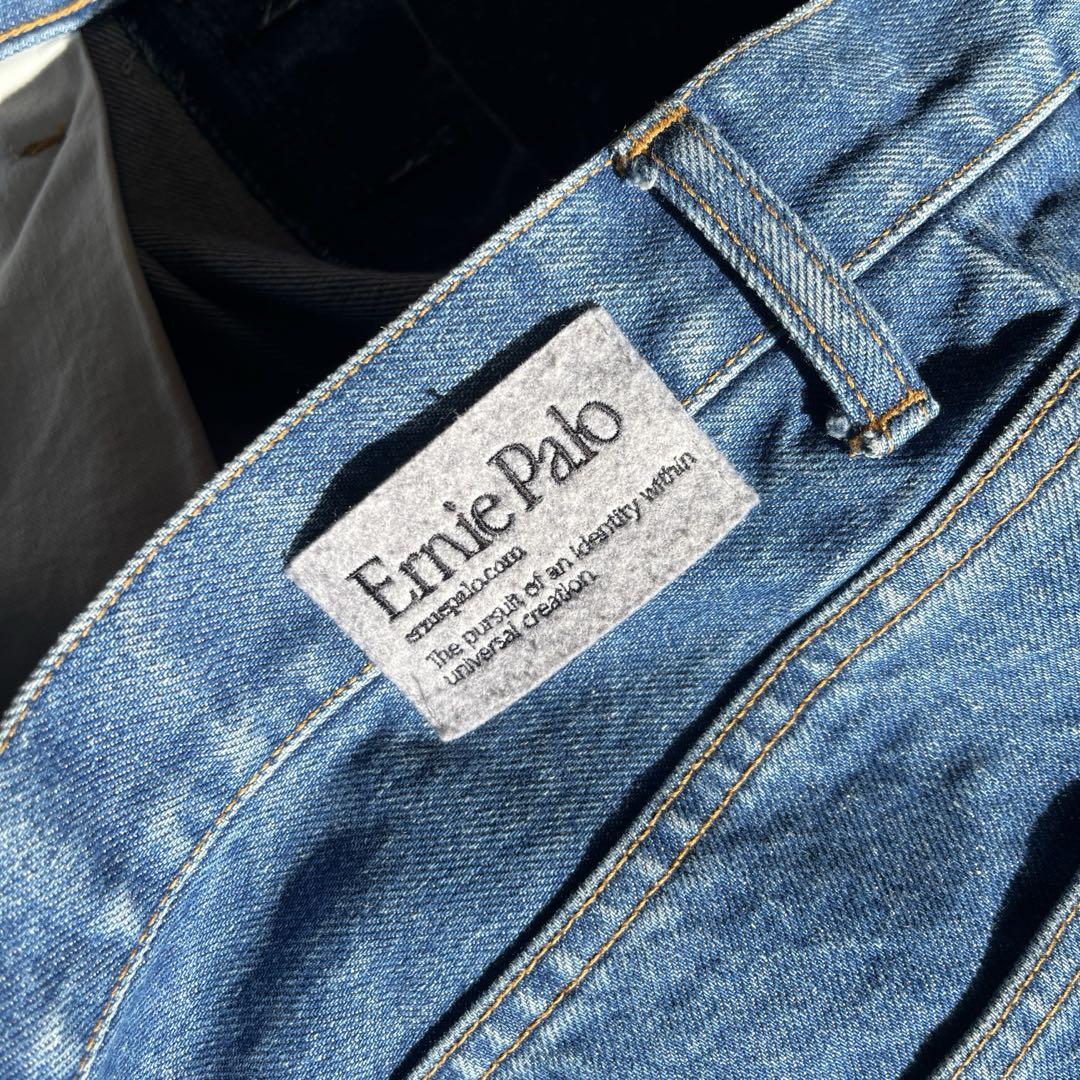 Ernie Palo
erniepalo.com
The pursuit of an identity within
universal creation.